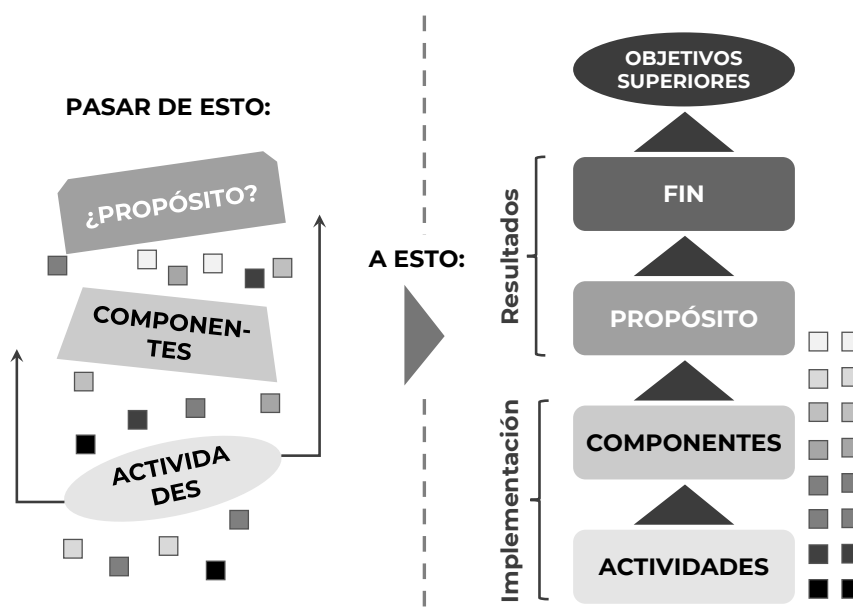 PASAR DE ESTO:
¿PROPÓSITO?
COMPONEN-
TES
ACTIVIDA
DES
A ESTO:
OBJETIVOS
SUPERIORES
Resultados
FIN
PROPÓSITO
Implementación
COMPONENTES
ACTIVIDADES